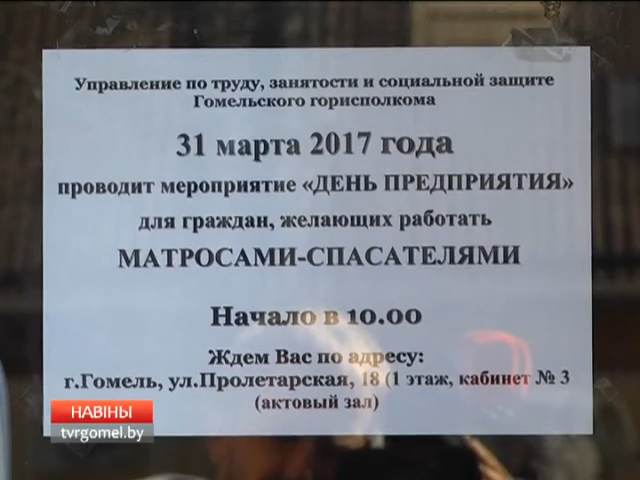 Управление по труду, занятости и социальной защите
Гомельского горисполкома
31 марта 2017 года
проводит мероприятие «ДЕНЬ ПРЕДПРИЯТИЯ»
для граждан, желающих работать
МАТРОСАМИ-СПАСАТЕЛЯМИ
Начало в 10.00
Ждем Вас по адресу:
г.Гомель, ул.Пролетарская, 18 (1 этаж, кабинет № 3
(актовый зал)
НАВІНЫ
tvrgomel.by